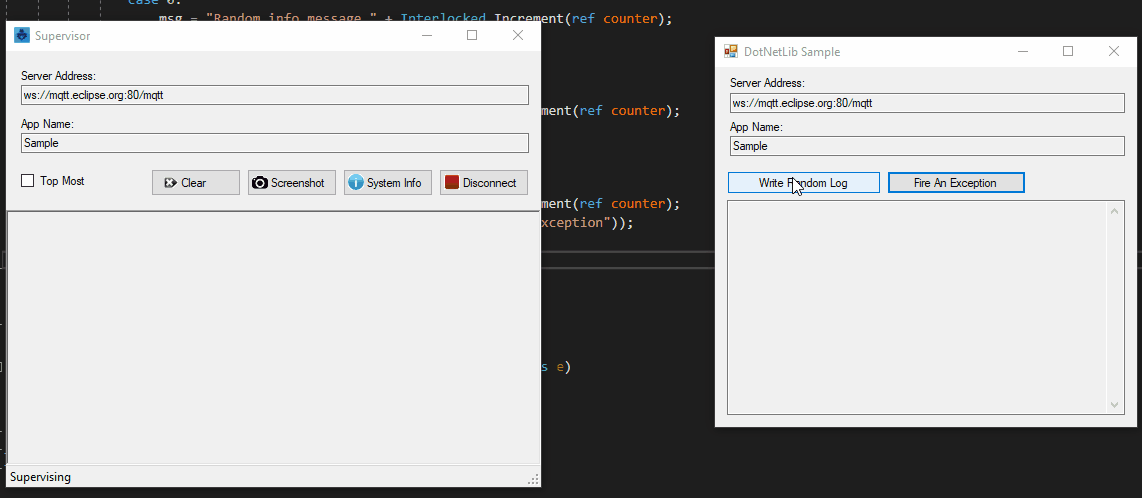 case 0:
msg = "Random info message " + Interlocked.Increment(ref counter);
Supervisor
Server Address:
ws://mqtt.eclipse.org:80/mqtt
App Name:
Sample
Top Most
Clear
Screenshot
System Info
Disconnect
Supervising
ment(ref counter);
ment(ref counter);
xception"));
s e)
DotNetLib Sample
Server Address:
ws://mqtt.eclipse.org:80/mqtt
App Name:
Sample
Write Random Log
Fire An Exception